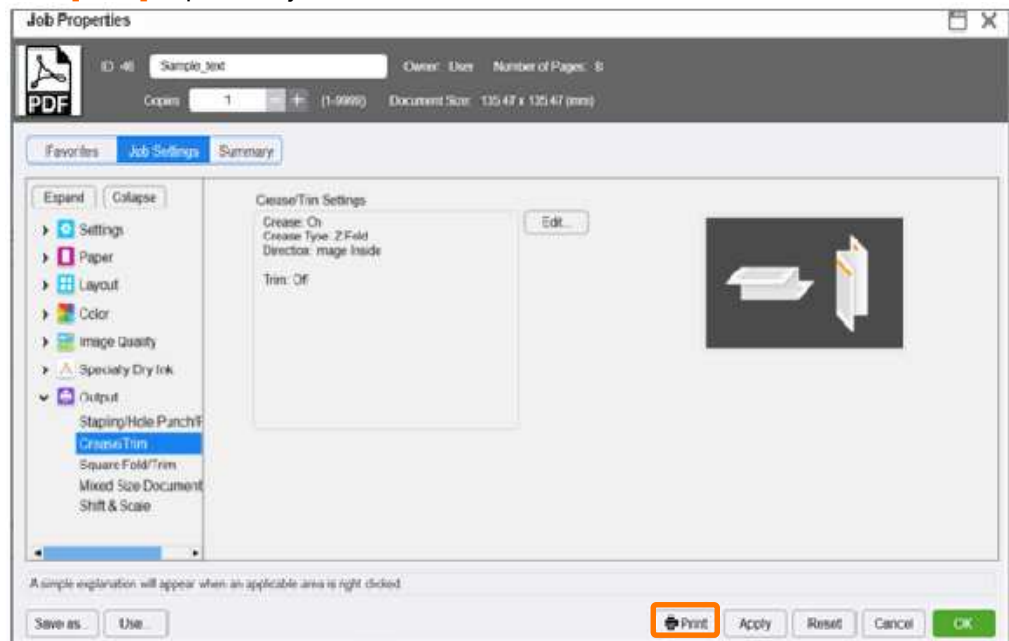 Job Properties
ID 46 Sample_text Owner: User Number of Pages: 8
PDF
Copies 1 - + (1-9999) Document Size: 135.47 x 135.47 (mm)
Favorites Job Settings Summary
Expand Collapse
Crease/Trim Settings
Crease: On
Crease Type: Z Fold
Direction: Image Inside
Trim: Off
Edit...
Settings
Paper
Layout
Color
Image Quality
Specialty Dry Ink
Output
Stapling/Hole Punch/F
Crease/Trim
Square Fold/Trim
Mixed Size Document
Shift & Scale
A simple explanation will appear when an applicable area is right clicked.
Save as... Use... Print Apply Reset Cancel OK